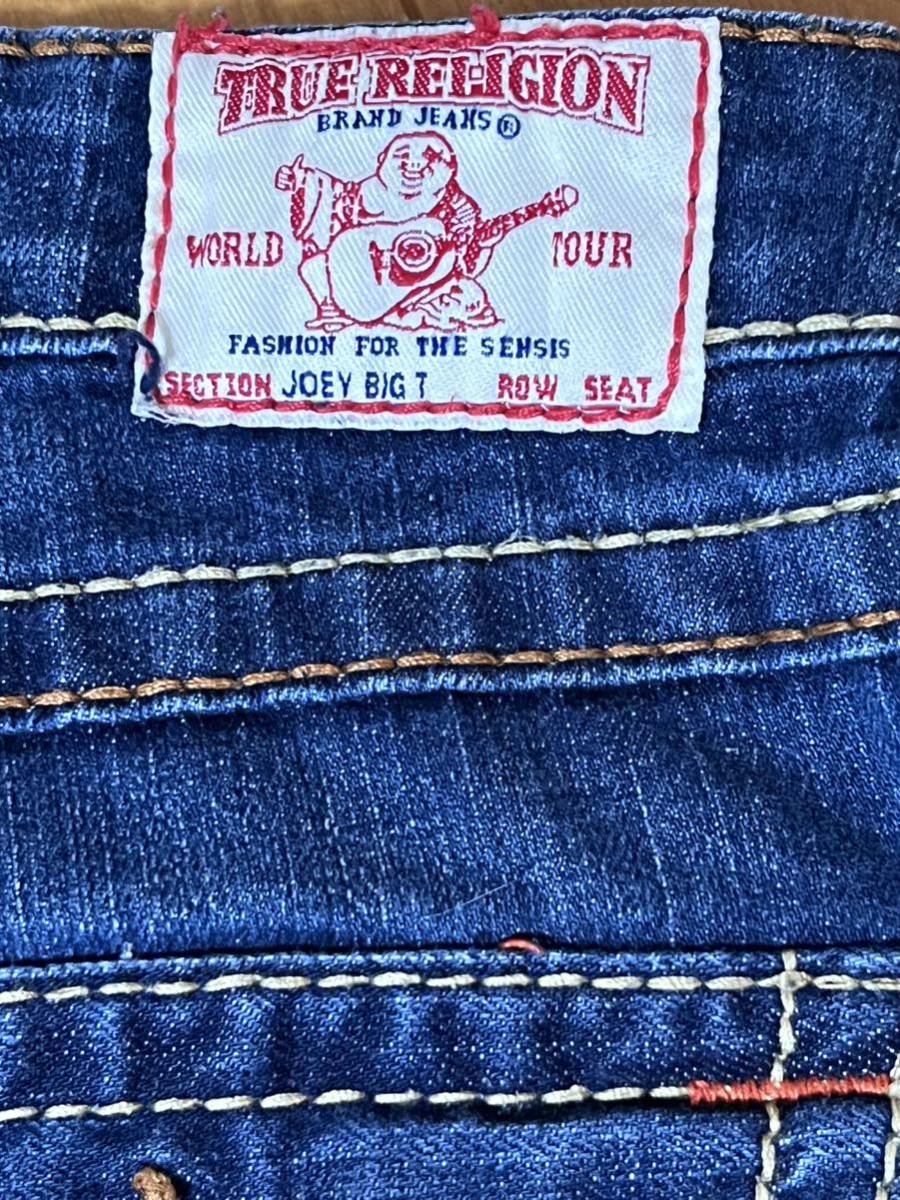 TRUE RELIGION
BRAND JEANS®
WORLD TOUR
FASHION FOR THE SENSIS
SECTION JOEY BIG T ROW SEAT